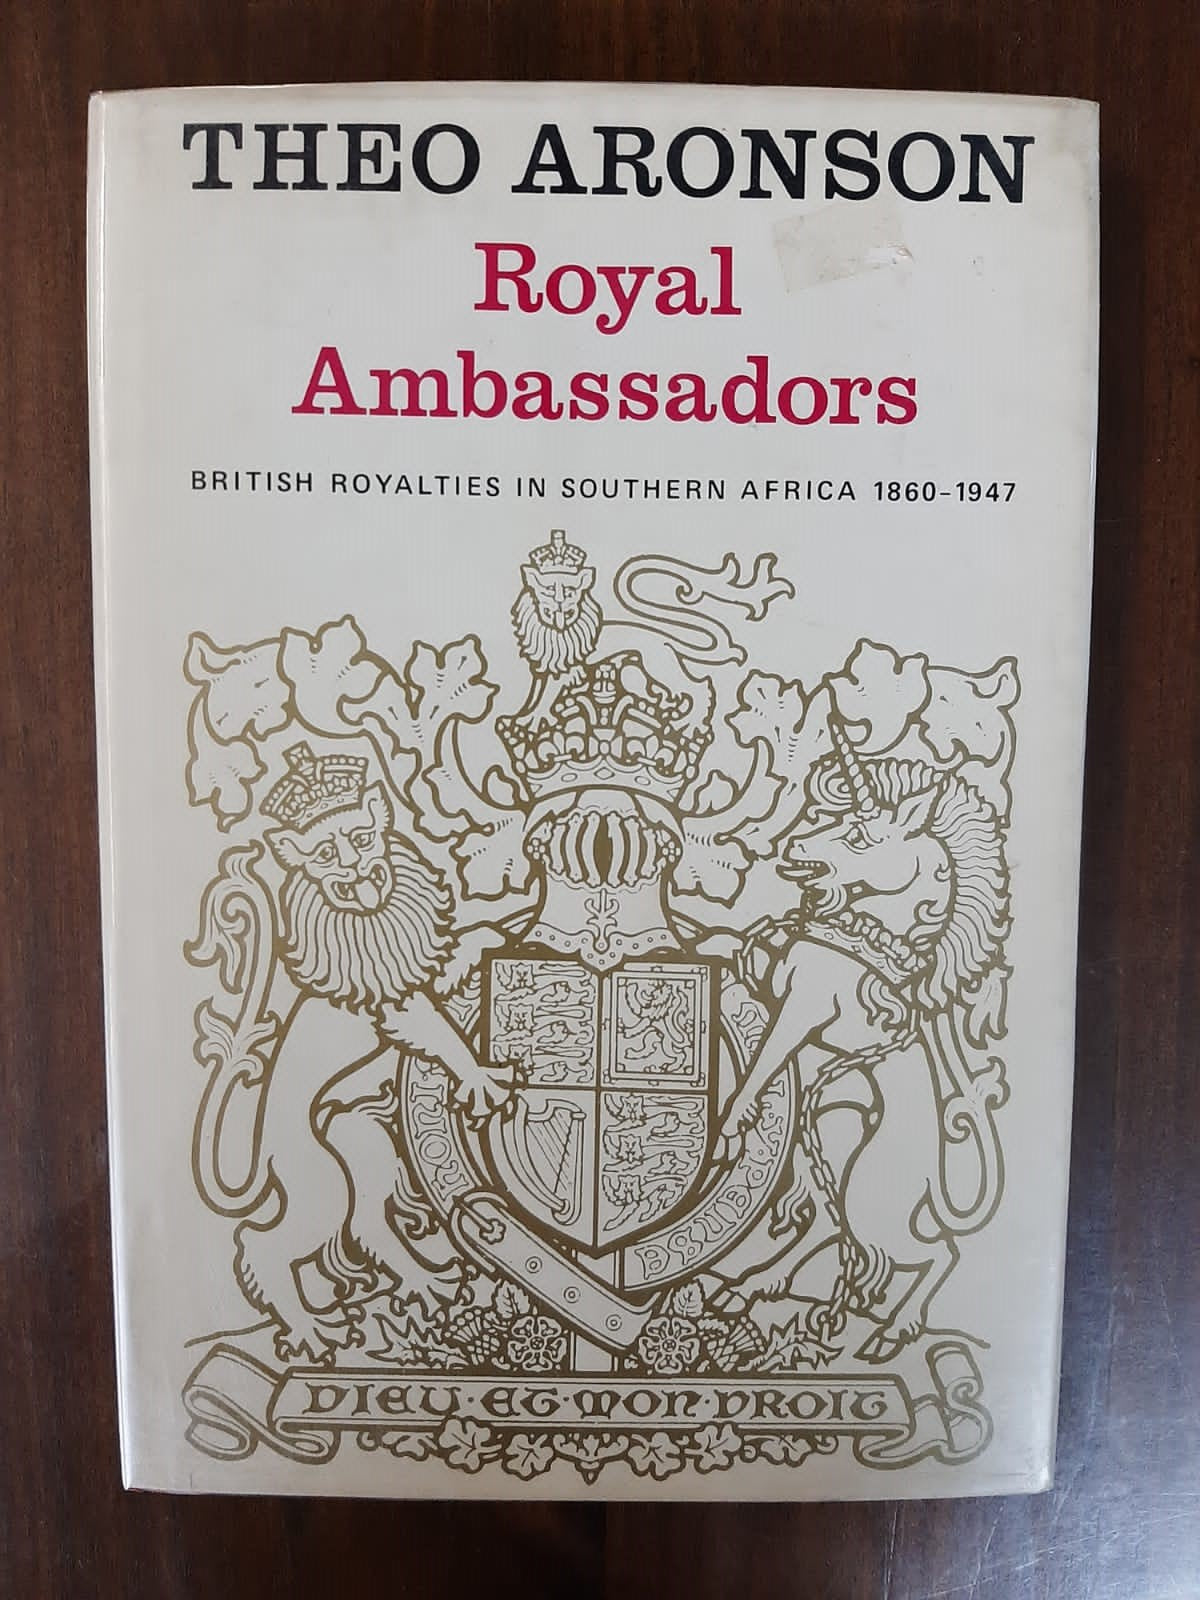 THEO ARONSON
Royal
Ambassadors
BRITISH ROYALTIES IN SOUTHERN AFRICA 1860-1947
DIEU·ET·MON·DROIT